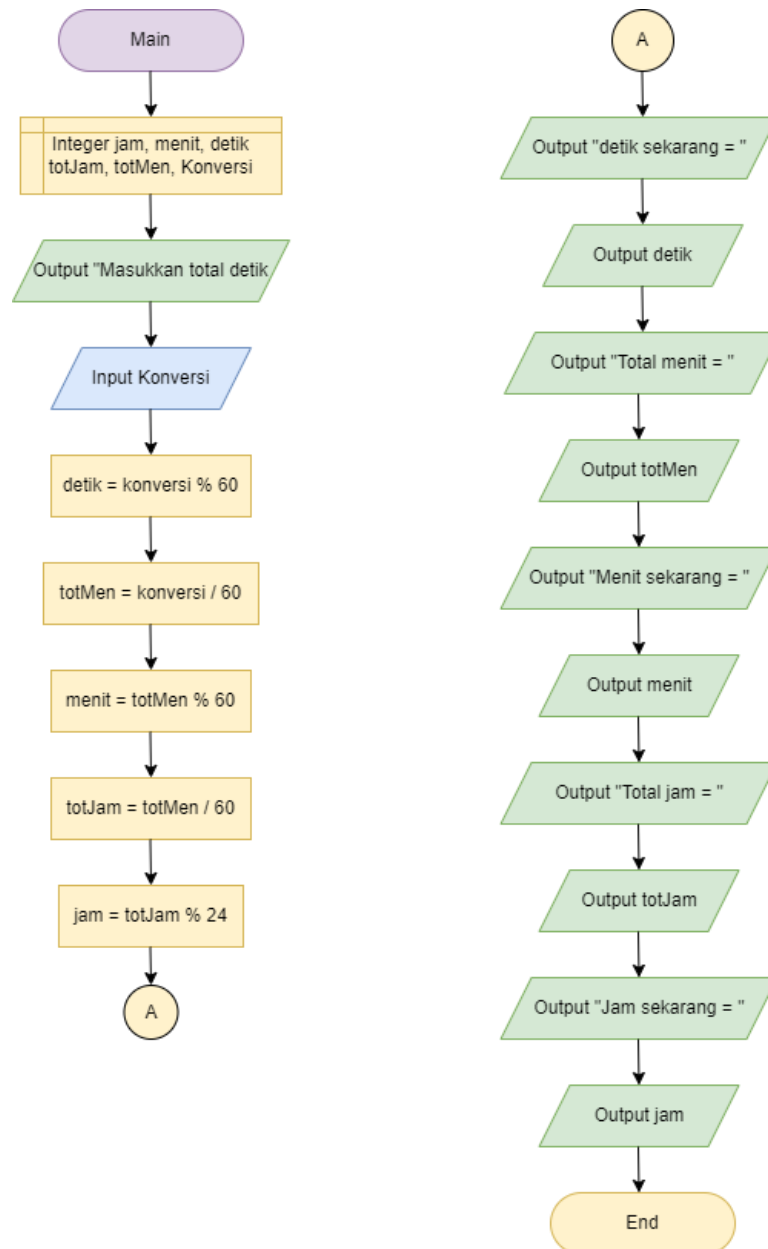 Main
Integer jam, menit, detik
totJam, totMen, Konversi
Output "Masukkan total detik
Input Konversi
detik = konversi % 60
totMen = konversi / 60
menit = totMen % 60
totJam = totMen / 60
jam = totJam % 24
A
A
Output "detik sekarang = "
Output detik
Output "Total menit = "
Output totMen
Output "Menit sekarang = "
Output menit
Output "Total jam = "
Output totJam
Output "Jam sekarang = "
Output jam
End